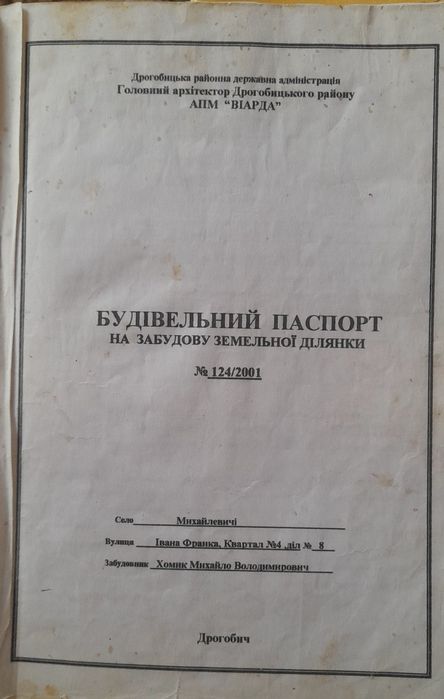 Дрогобицька районна державна адміністрація
Головний архітектор Дрогобицького району
АПМ "ВІАРДА"
БУДІВЕЛЬНИЙ ПАСПОРТ
НА ЗАБУДОВУ ЗЕМЕЛЬНОЇ ДІЛЯНКИ
№ 124/2001
Село Михайлевичі
Вулиця Івана Франка, Квартал №4 ,діл № 8
Забудовник Хомик Михайло Володимирович
Дрогобич